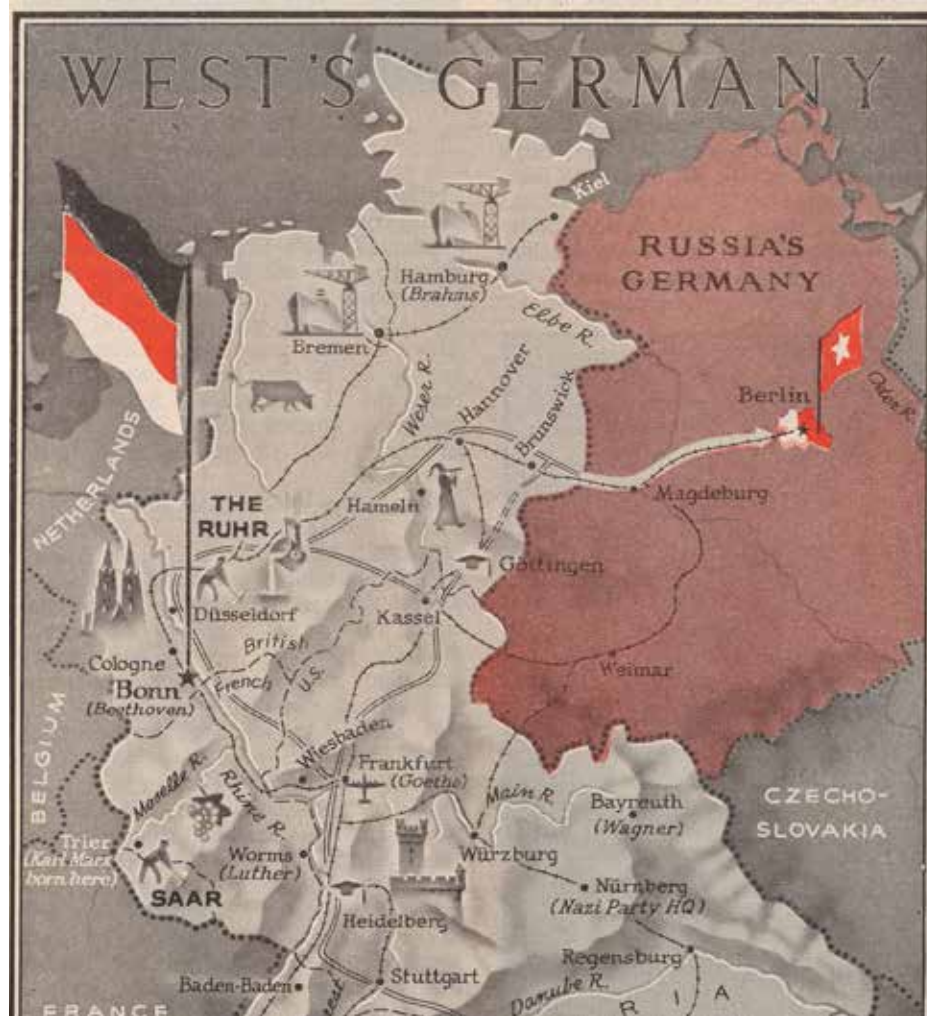 WEST'S GERMANY
Kiel
RUSSIA'S
GERMANY
Hamburg
(Brahms)
Elbe R.
Bremen
Weser R.
Hannover
Brunswick
Berlin
Oder R.
NETHERLANDS
THE
RUHR
Hameln
Magdeburg
Göttingen
Düsseldorf
Kassel
British
U.S.
French
Weimar
Cologne
Bonn
(Beethoven)
BELGIUM
Wiesbaden
Frankfurt
(Goethe)
Moselle R.
Rhine R.
Main R.
Bayreuth
(Wagner)
CZECHO-
SLOVAKIA
Trier
(Karl Marx
born here)
Worms
(Luther)
Würzburg
SAAR
Nürnberg
(Nazi Party HQ)
Heidelberg
Regensburg
Baden-Baden
Stuttgart
Danube R.
FRANCE
R I A